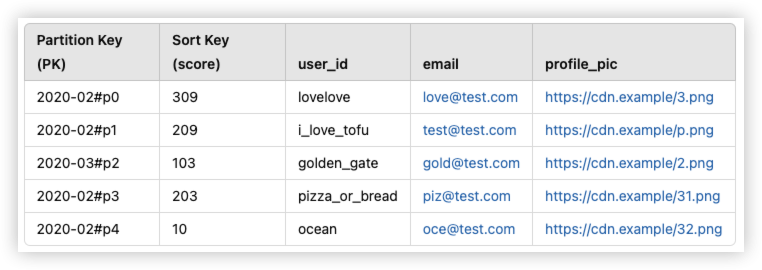 Partition Key (PK) Sort Key (score) user_id email profile_pic
2020-02#p0 309 lovelove love@test.com https://cdn.example/3.png
2020-02#p1 209 i_love_tofu test@test.com https://cdn.example/p.png
2020-03#p2 103 golden_gate gold@test.com https://cdn.example/2.png
2020-02#p3 203 pizza_or_bread piz@test.com https://cdn.example/31.png
2020-02#p4 10 ocean oce@test.com https://cdn.example/32.png